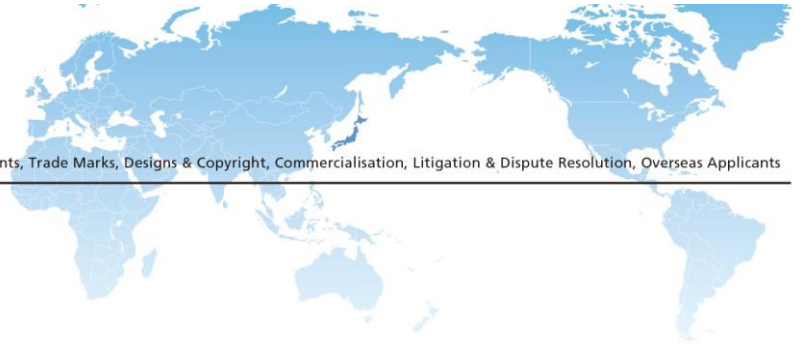 nts, Trade Marks, Designs & Copyright, Commercialisation, Litigation & Dispute Resolution, Overseas Applicants